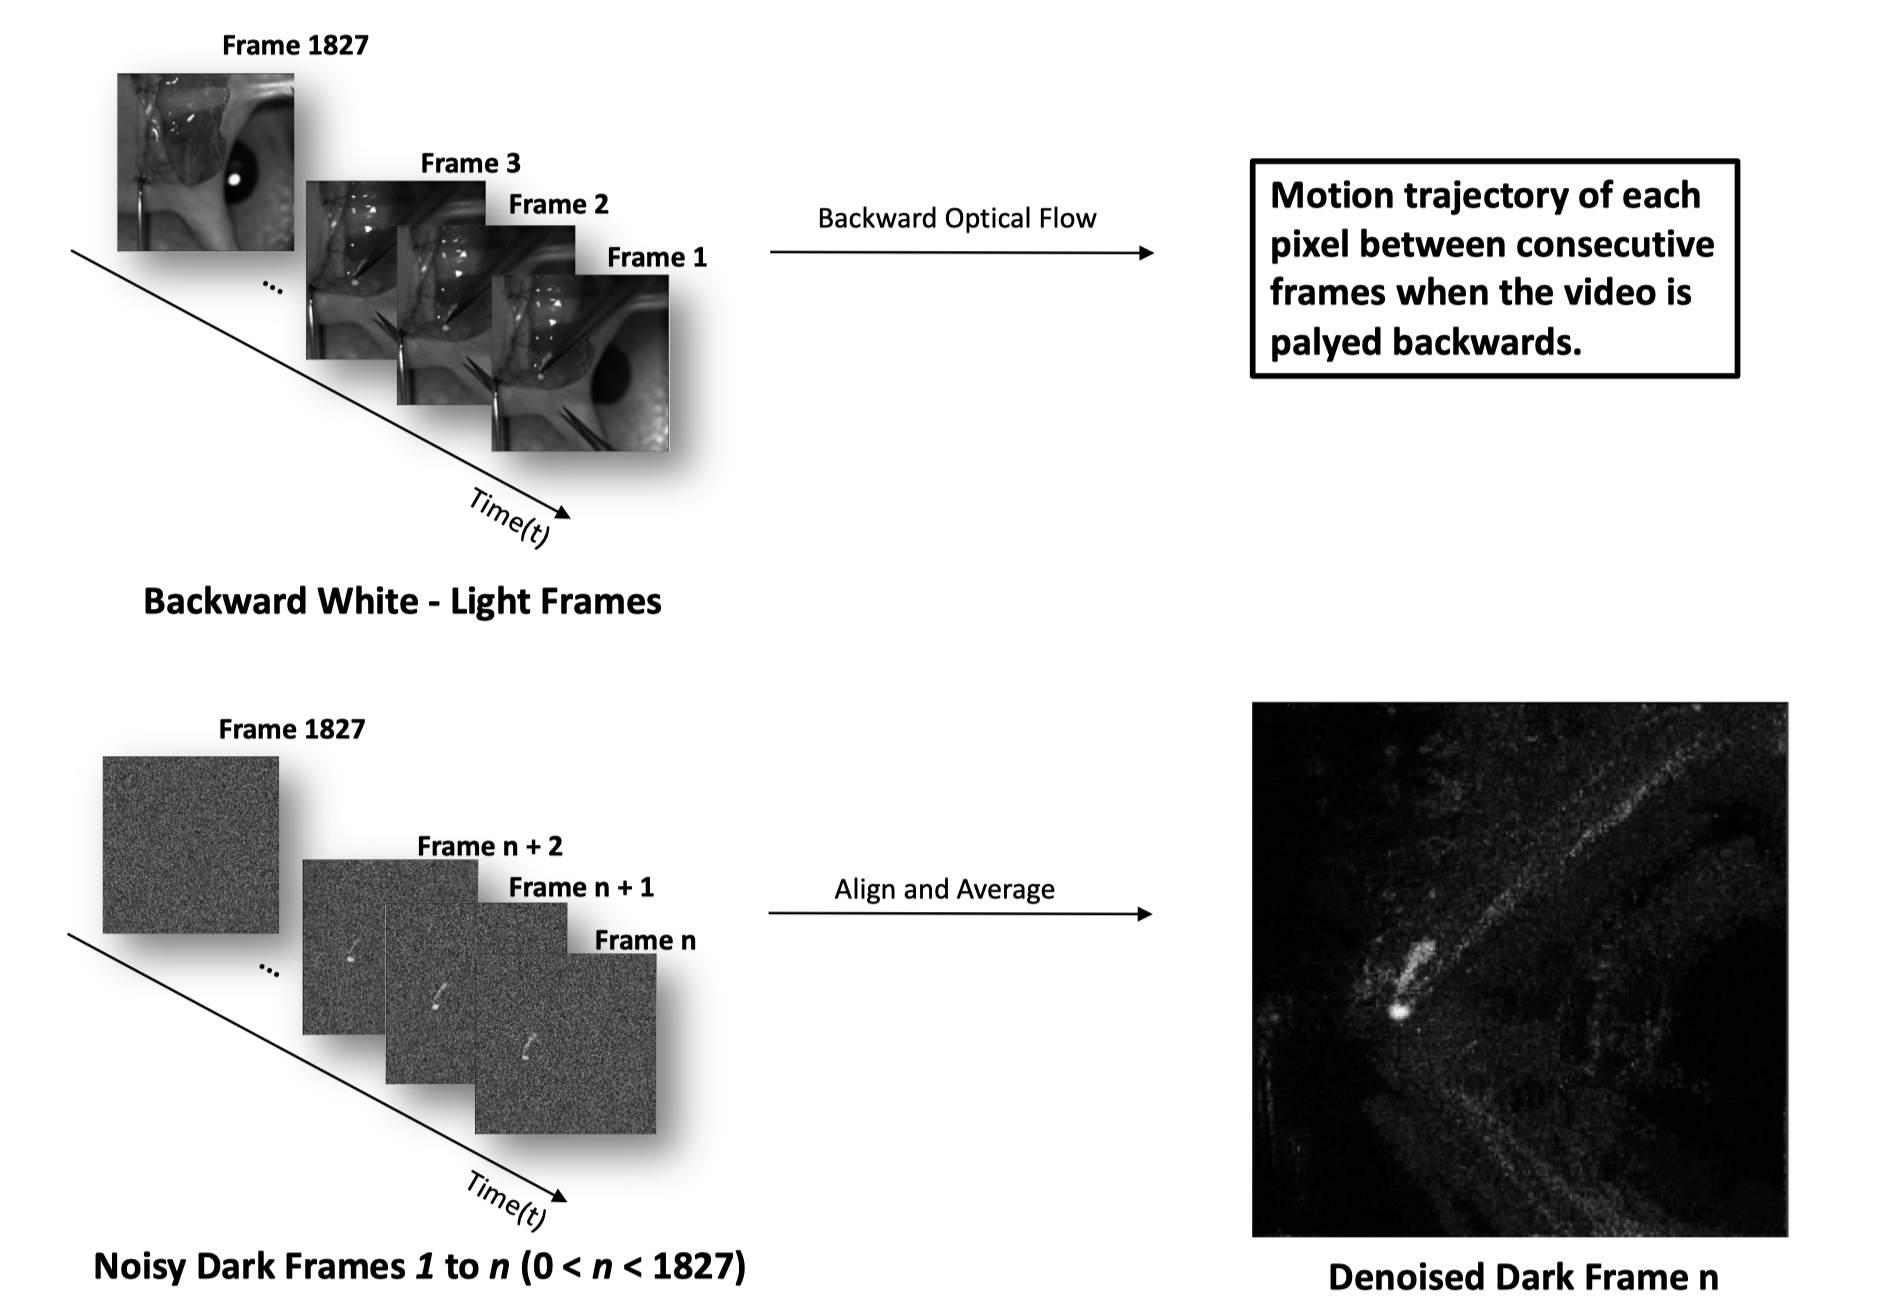 Frame 1827
Frame 3
Frame 2
Frame 1
...
Time(t)
Backward White - Light Frames
Backward Optical Flow
Motion trajectory of each
pixel between consecutive
frames when the video is
palyed backwards.
Frame 1827
Frame n + 2
Frame n + 1
Frame n
...
Time(t)
Noisy Dark Frames 1 to n (0 < n < 1827)
Align and Average
Denoised Dark Frame n